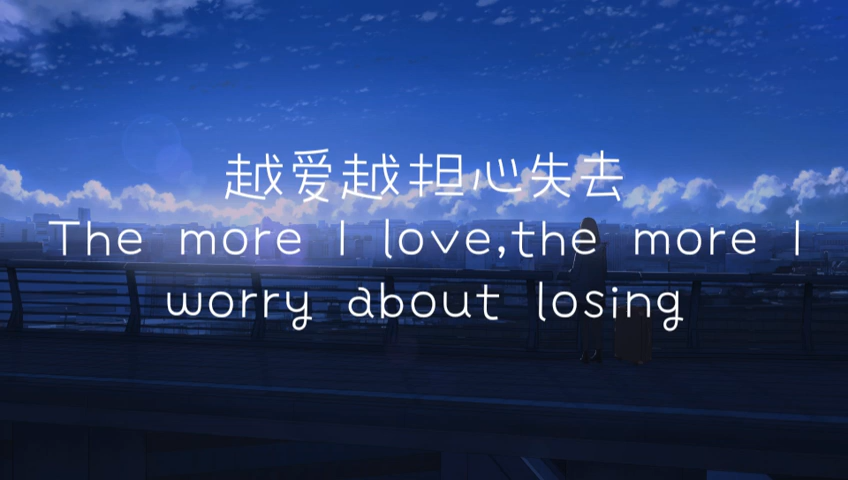 越爱越担心失去
The more I love,the more I
worry about losing